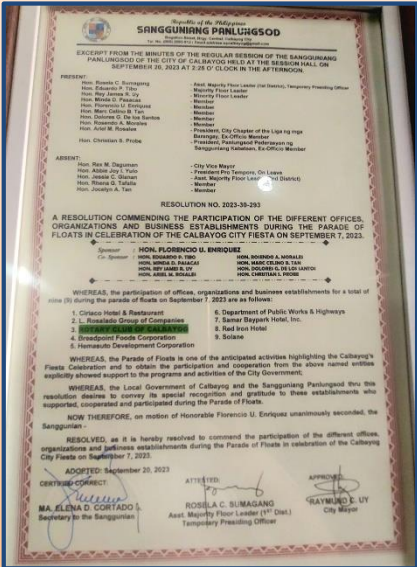 Republic of the Philippines
SANGGUNIANG PANLUNGSOD
EXCERPT FROM THE MINUTES OF THE REGULAR SESSION OF THE SANGGUNIANG
PANLUNGSOD OF THE CITY OF CALBAYOG HELD AT THE SESSION HALL ON
SEPTEMBER 20, 2023 AT 2:25 O' CLOCK IN THE AFTERNOON.
PRESENT:
Hon. Rosela C. Sumagang - Asst. Majority Floor Leader (1st District), Temporary Presiding Officer
Hon. Eduardo P. Tibo - Majority Floor Leader
Hon. Rey James R. Uy - Minority Floor Leader
Hon. Minda D. Pasacas - Member
Hon. Florencio U. Enriquez - Member
Hon. Marc Celino B. Tan - Member
Hon. Dolores G. De los Santos - Member
Hon. Rosendo A. Morales - Member
Hon. Ariel M. Rosales - President, City Chapter of the Liga ng mga
Barangay, Ex-Officio Member
Hon. Christian S. Probe - President, Panlungsod Pederasyon ng
Sangguniang Kabataan, Ex-Officio Member
ABSENT:
Hon. Rex M. Daguman - City Vice Mayor
Hon. Abbie Joy I. Yulo - President Pro Tempore, On Leave
Hon. Jessie C. Glenan - Asst. Majority Floor Leader (2nd District)
Hon. Rhena G. Tafalla - Member
Hon. Jocelyn A. Tan - Member
RESOLUTION NO. 2023-39-293
A RESOLUTION COMMENDING THE PARTICIPATION OF THE DIFFERENT OFFICES,
ORGANIZATIONS AND BUSINESS ESTABLISHMENTS DURING THE PARADE OF
FLOATS IN CELEBRATION OF THE CALBAYOG CITY FIESTA ON SEPTEMBER 7, 2023.
Sponsor : HON. FLORENCIO U. ENRIQUEZ
Co-Sponsor : HON. EDUARDO P. TIBO HON. ROSENDO A. MORALES
HON. MINDA D. PASACAS HON. MARC CELINO B. TAN
HON. REY JAMES R. UY HON. DOLORES G. DE LOS SANTOS
HON. ARIEL M. ROSALES HON. CHRISTIAN S. PROBE
WHEREAS, the participation of offices, organizations and business establishments for a total of
nine (9) during the parade of floats on September 7, 2023 are as follows:
1. Ciriaco Hotel & Restaurant 6. Department of Public Works & Highways
2. L. Rosaledo Group of Companies 7. Samar Bayperk Hotel, Inc.
3. ROTARY CLUB OF CALBAYOG 8. Red Iron Hotel
4. Breadpoint Foods Corporation 9. Solane
5. Hemasuto Development Corporation
WHEREAS, the Parade of Floats is one of the anticipated activities highlighting the Calbayog's
Fiesta Celebration and to obtain the participation and cooperation from the above named entities
explicitly showed support to the programs and activities of the City Government;
WHEREAS, the Local Government of Calbayog and the Sangguniang Panlungsod thru this
resolution desires to convey its special recognition and gratitude to these establishments who
supported, cooperated and participated during the Parade of Floats.
NOW THEREFORE, on motion of Honorable Florencio U. Enriquez unanimously seconded, the
Sanggunian -
RESOLVED, as it is hereby resolved to commend the participation of the different offices,
organizations and business establishments during the Parade of Floats in celebration of the Calbayog
City Fiesta on September 7, 2023.
ADOPTED: September 20, 2023
CERTIFIED CORRECT: ATTESTED: APPROVED:
MA. ELENA D. CORTADO ROSELA C. SUMAGANG RAYMUND C. UY
Secretary to the Sanggunian Asst. Majority Floor Leader (1st Dist.) City Mayor
Temporary Presiding Officer